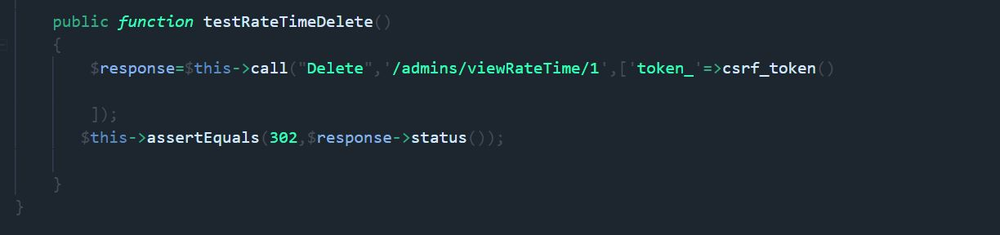 public function testRateTimeDelete()
{
$response=$this->call("Delete",'/admins/viewRateTime/1',['token_'=>csrf_token()
]);
$this->assertEquals(302,$response->status());
}
}